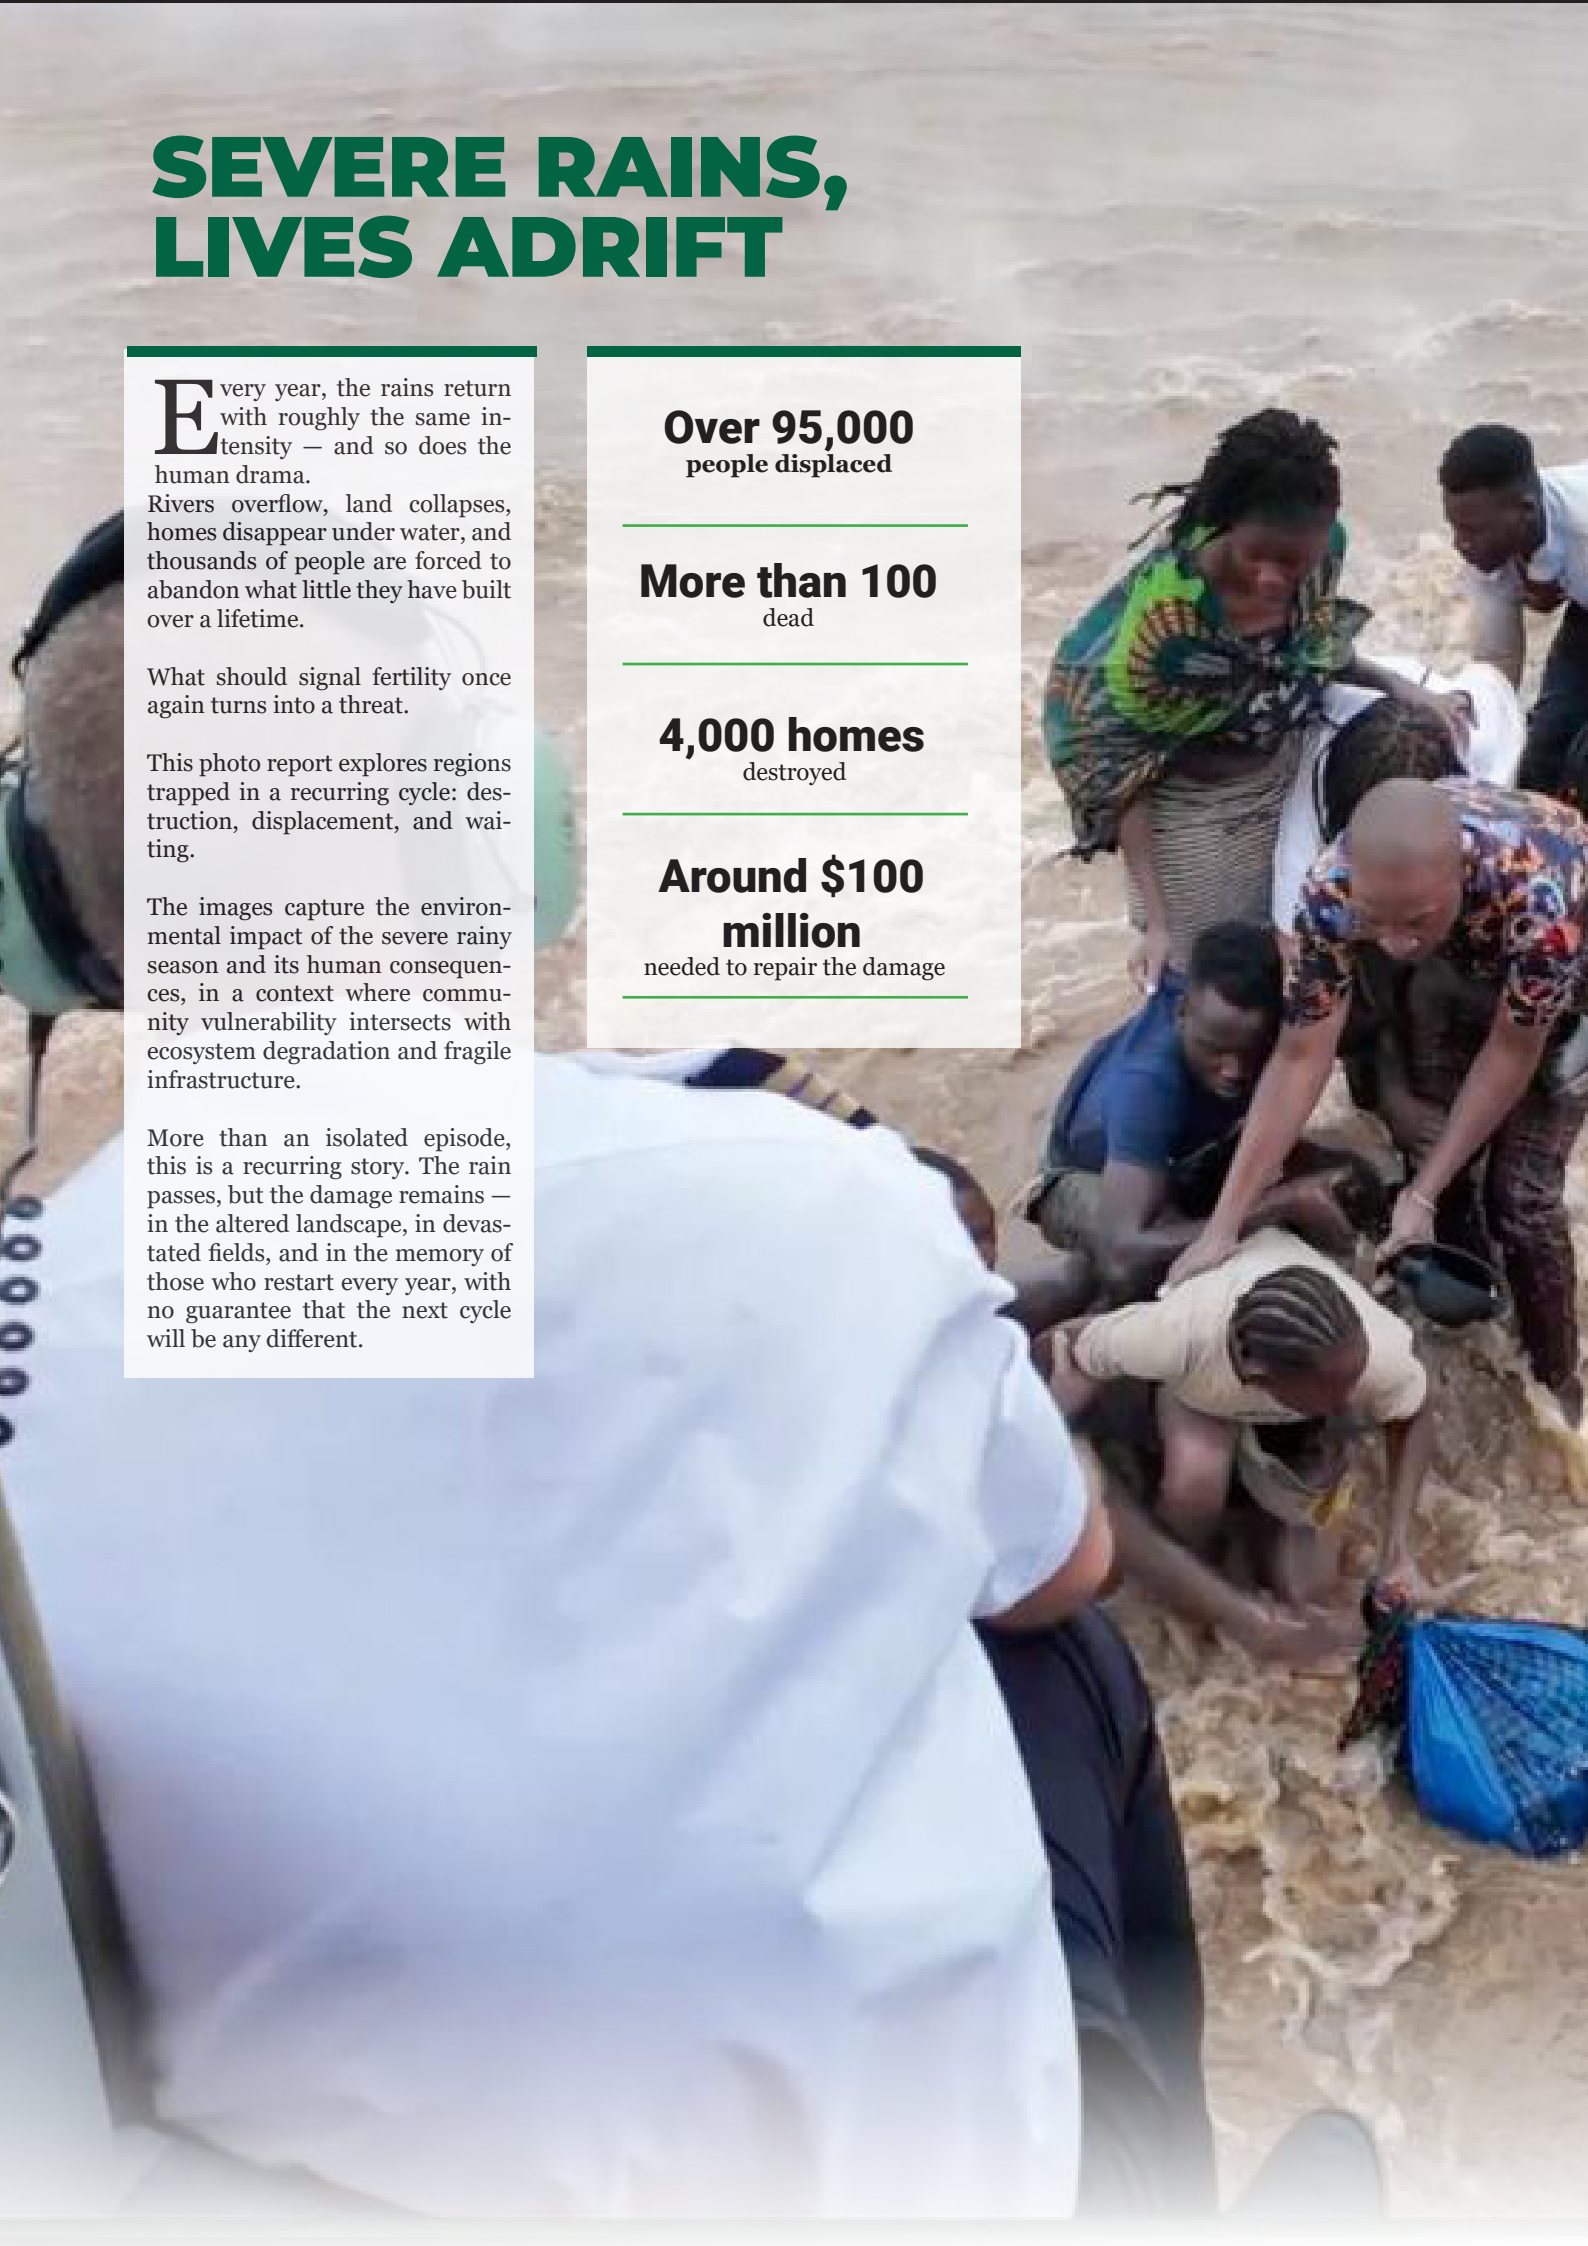 SEVERE RAINS,
LIVES ADRIFT
Every year, the rains return
with roughly the same in-
tensity — and so does the
human drama.
Rivers overflow, land collapses,
homes disappear under water, and
thousands of people are forced to
abandon what little they have built
over a lifetime.
What should signal fertility once
again turns into a threat.
This photo report explores regions
trapped in a recurring cycle: des-
truction, displacement, and wai-
ting.
The images capture the environ-
mental impact of the severe rainy
season and its human consequen-
ces, in a context where commu-
nity vulnerability intersects with
ecosystem degradation and fragile
infrastructure.
More than an isolated episode,
this is a recurring story. The rain
passes, but the damage remains —
in the altered landscape, in devas-
tated fields, and in the memory of
those who restart every year, with
no guarantee that the next cycle
will be any different.
Over 95,000
people displaced
More than 100
dead
4,000 homes
destroyed
Around $100
million
needed to repair the damage